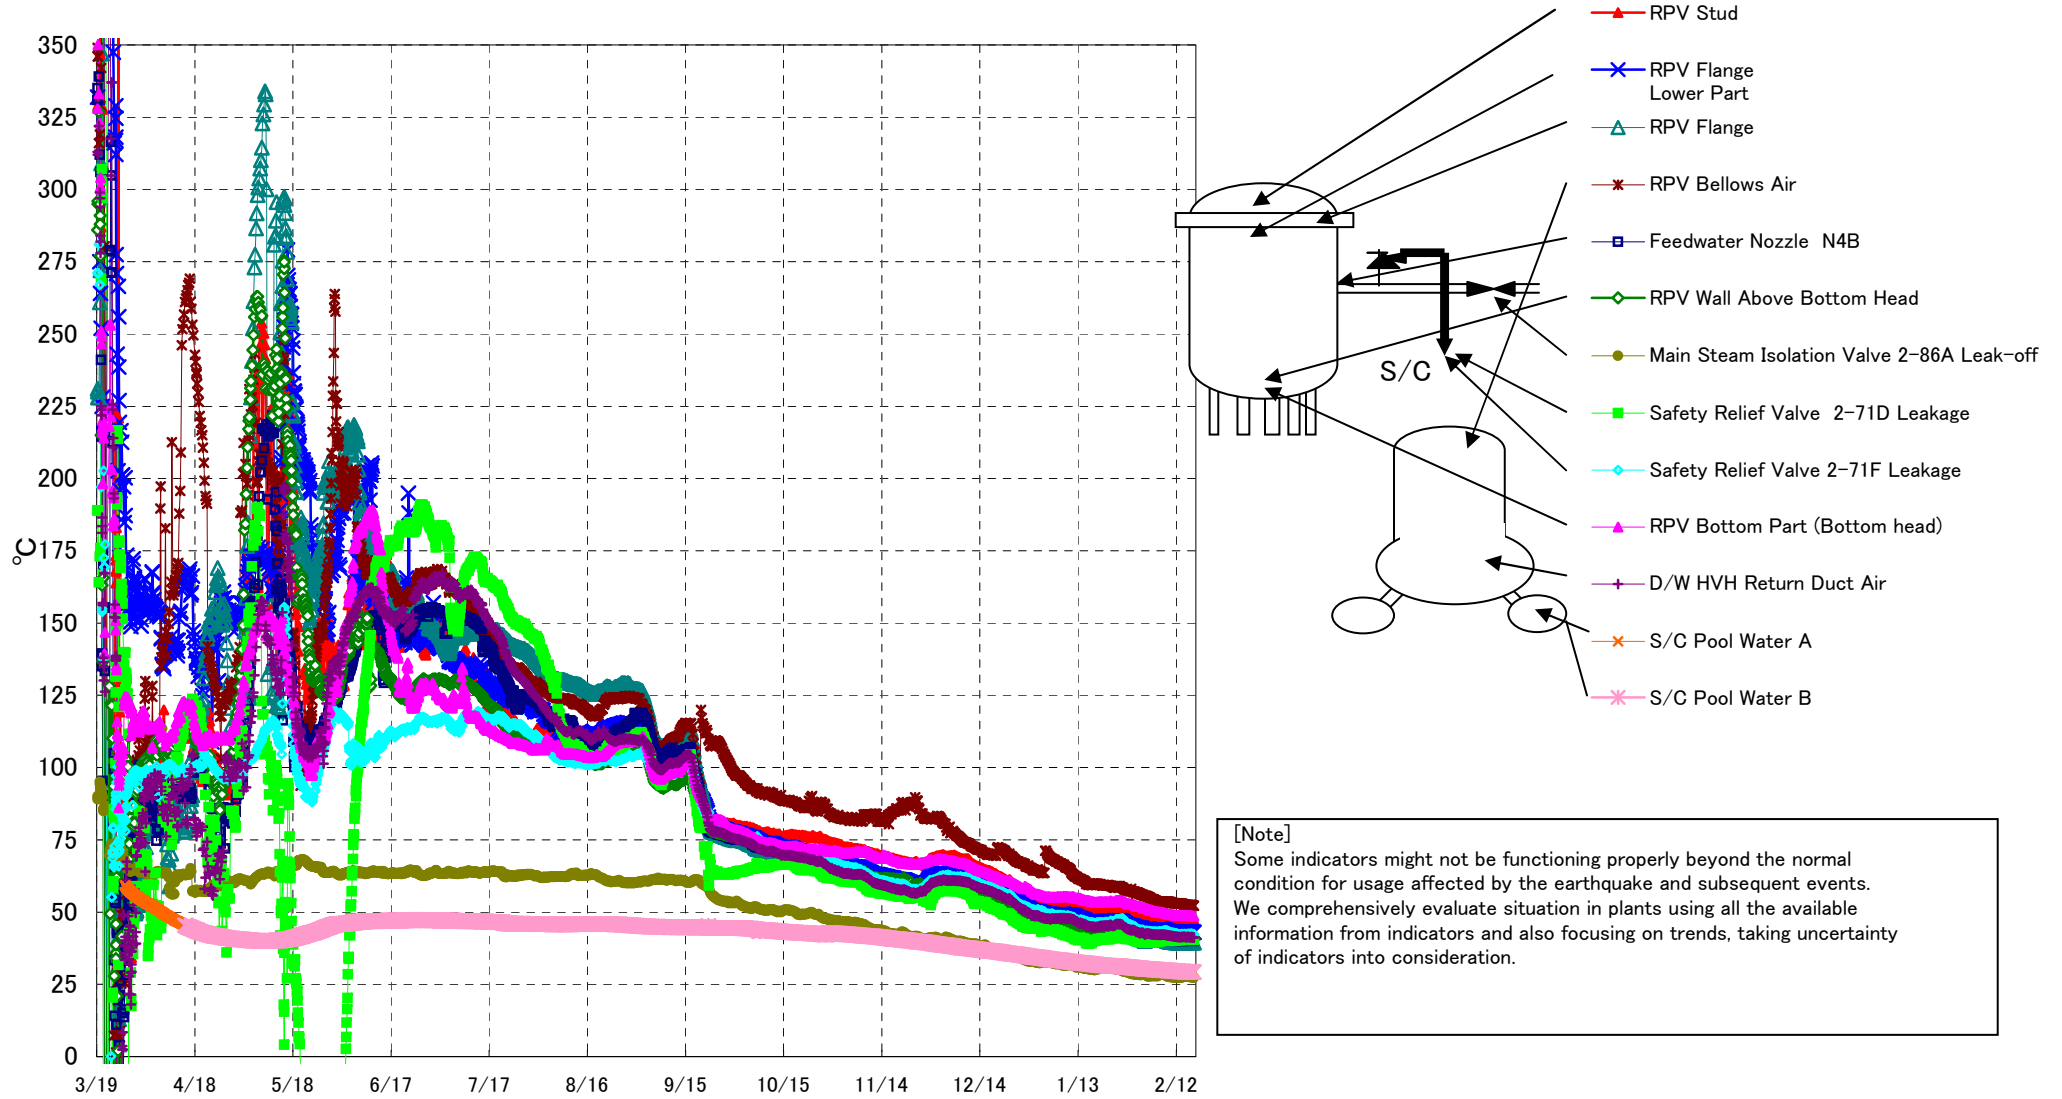 350
325
300
275
250
225
200
175
150
125
100
75
50
25
0
℃
3/19
4/18
5/18
6/17
7/17
8/16
9/15
10/15
11/14
12/14
1/13
2/12
RPV Stud
RPV Flange
Lower Part
RPV Flange
RPV Bellows Air
Feedwater Nozzle N4B
RPV Wall Above Bottom Head
Main Steam Isolation Valve 2-86A Leak-off
Safety Relief Valve 2-71D Leakage
Safety Relief Valve 2-71F Leakage
RPV Bottom Part (Bottom head)
D/W HVH Return Duct Air
S/C Pool Water A
S/C Pool Water B
S/C
[Note]
Some indicators might not be functioning properly beyond the normal
condition for usage affected by the earthquake and subsequent events.
We comprehensively evaluate situation in plants using all the available
information from indicators and also focusing on trends, taking uncertainty
of indicators into consideration.